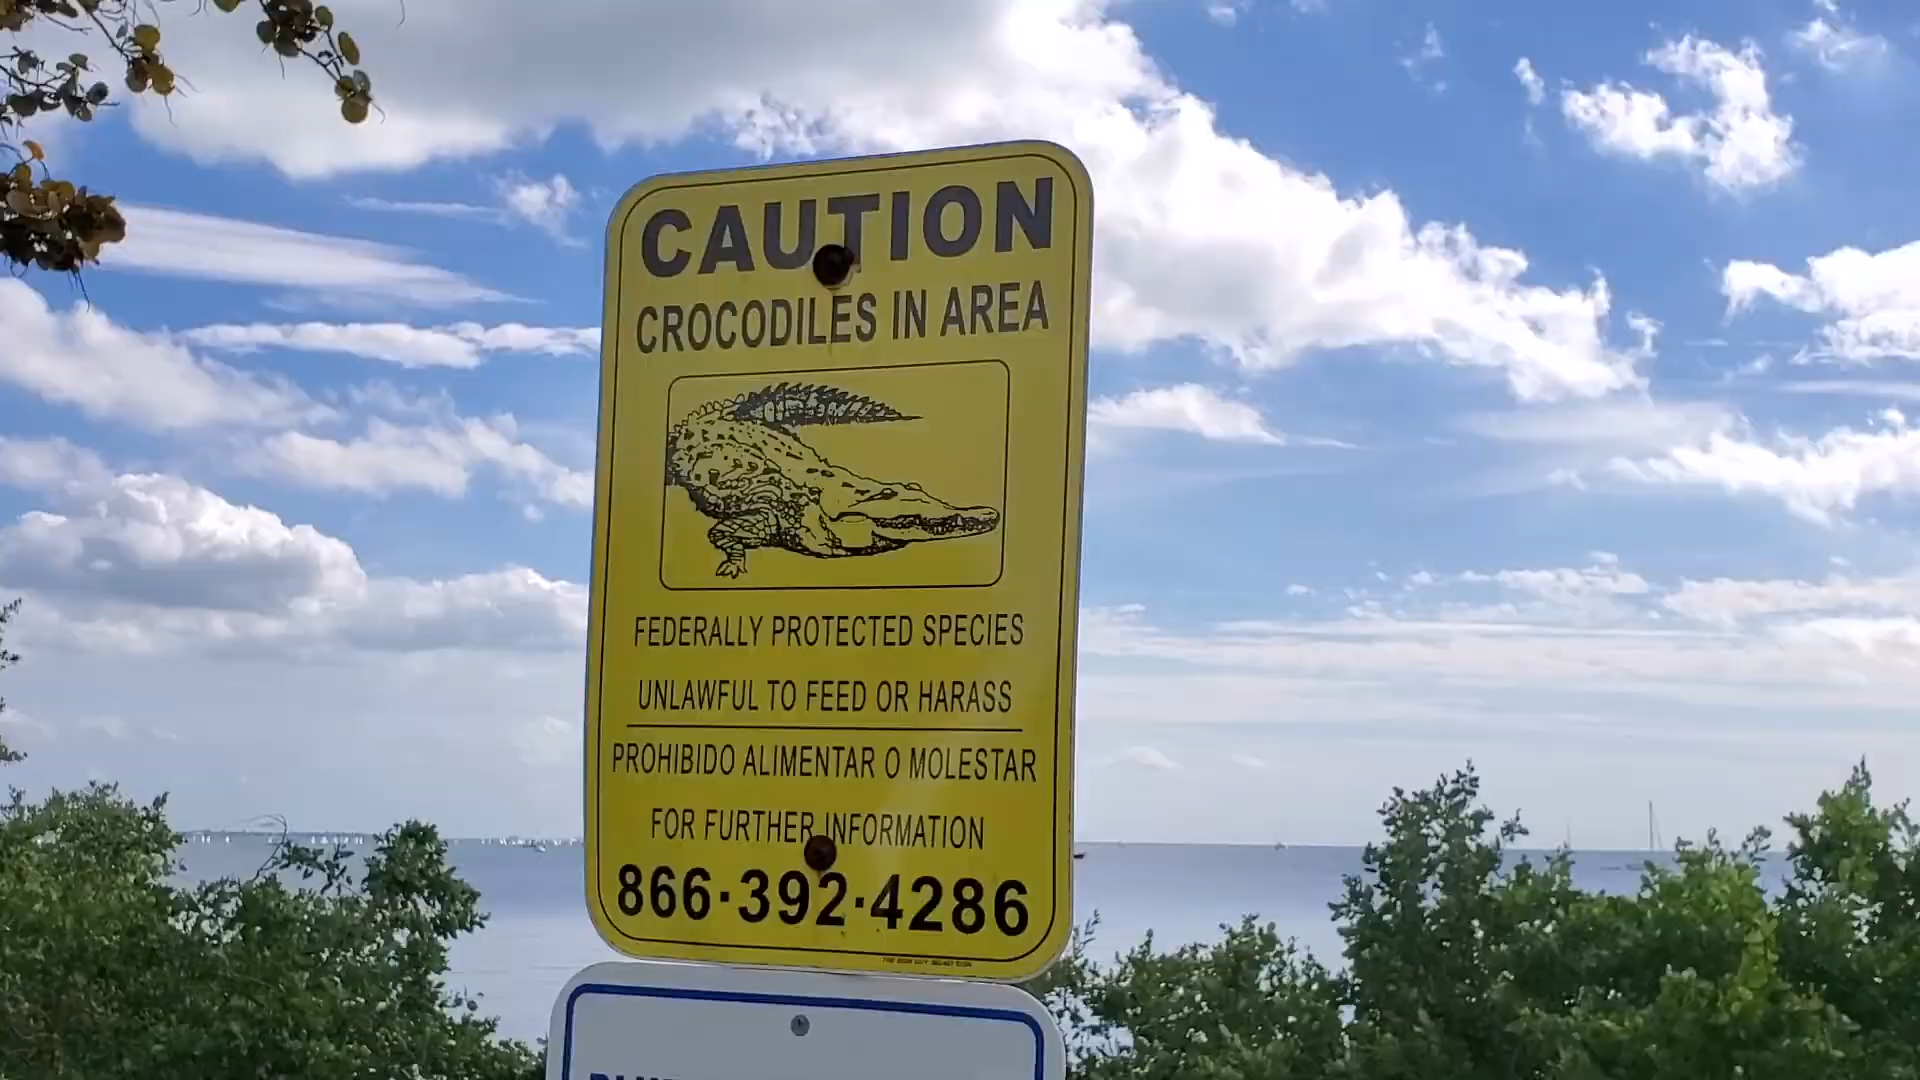 CAUTION
CROCODILES IN AREA
FEDERALLY PROTECTED SPECIES
UNLAWFUL TO FEED OR HARASS
PROHIBIDO ALIMENTAR O MOLESTAR
FOR FURTHER INFORMATION
866·392·4286